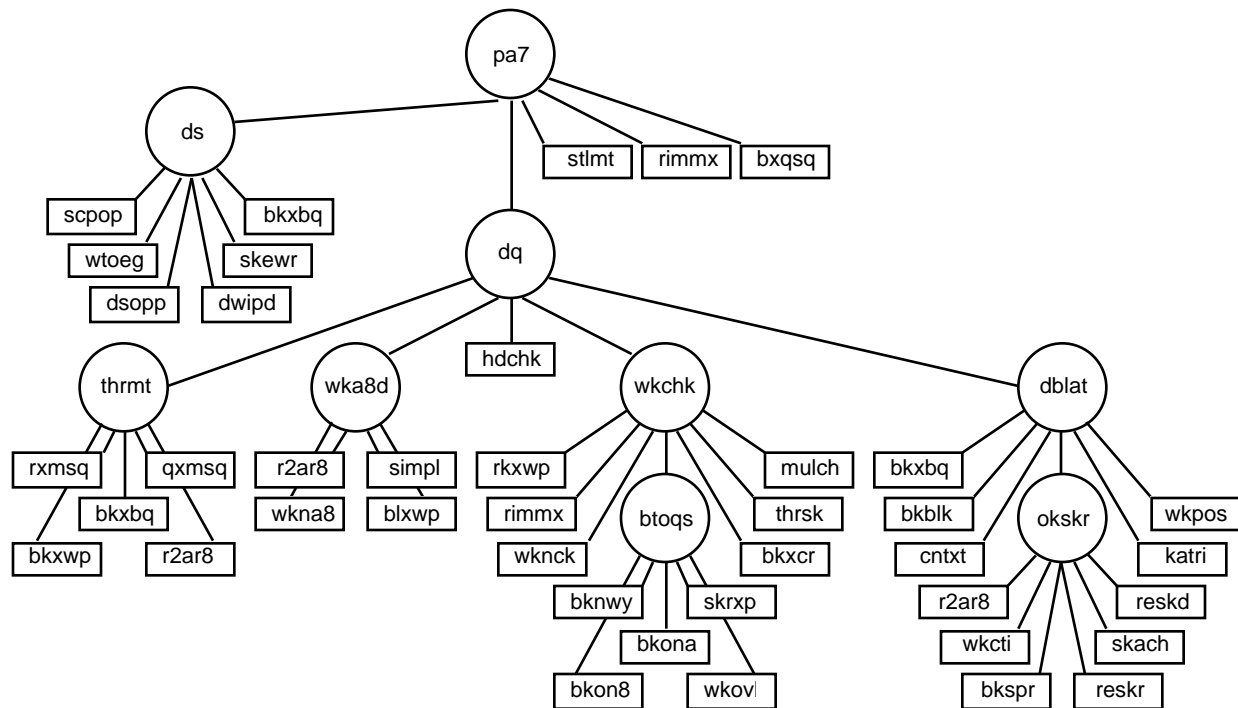 pa7
ds
stlmt rimmx bxqsq
scpop bkxbq
wtoeg skewr
dq
dsopp dwipd
hdchk
thrmt wka8d wkchk dblat
rxmsq qxmsq r2ar8 simpl rkxwp mulch bkxbq
bkxbq wkna8 blxwp rimmx btoqs thrsk bkblk okskr wkpos
bkxwp r2ar8 wknck bkxcr cntxt katri
bknwy skrxp r2ar8 reskd
bkona wkcti skach
bkon8 wkovl bkspr reskr